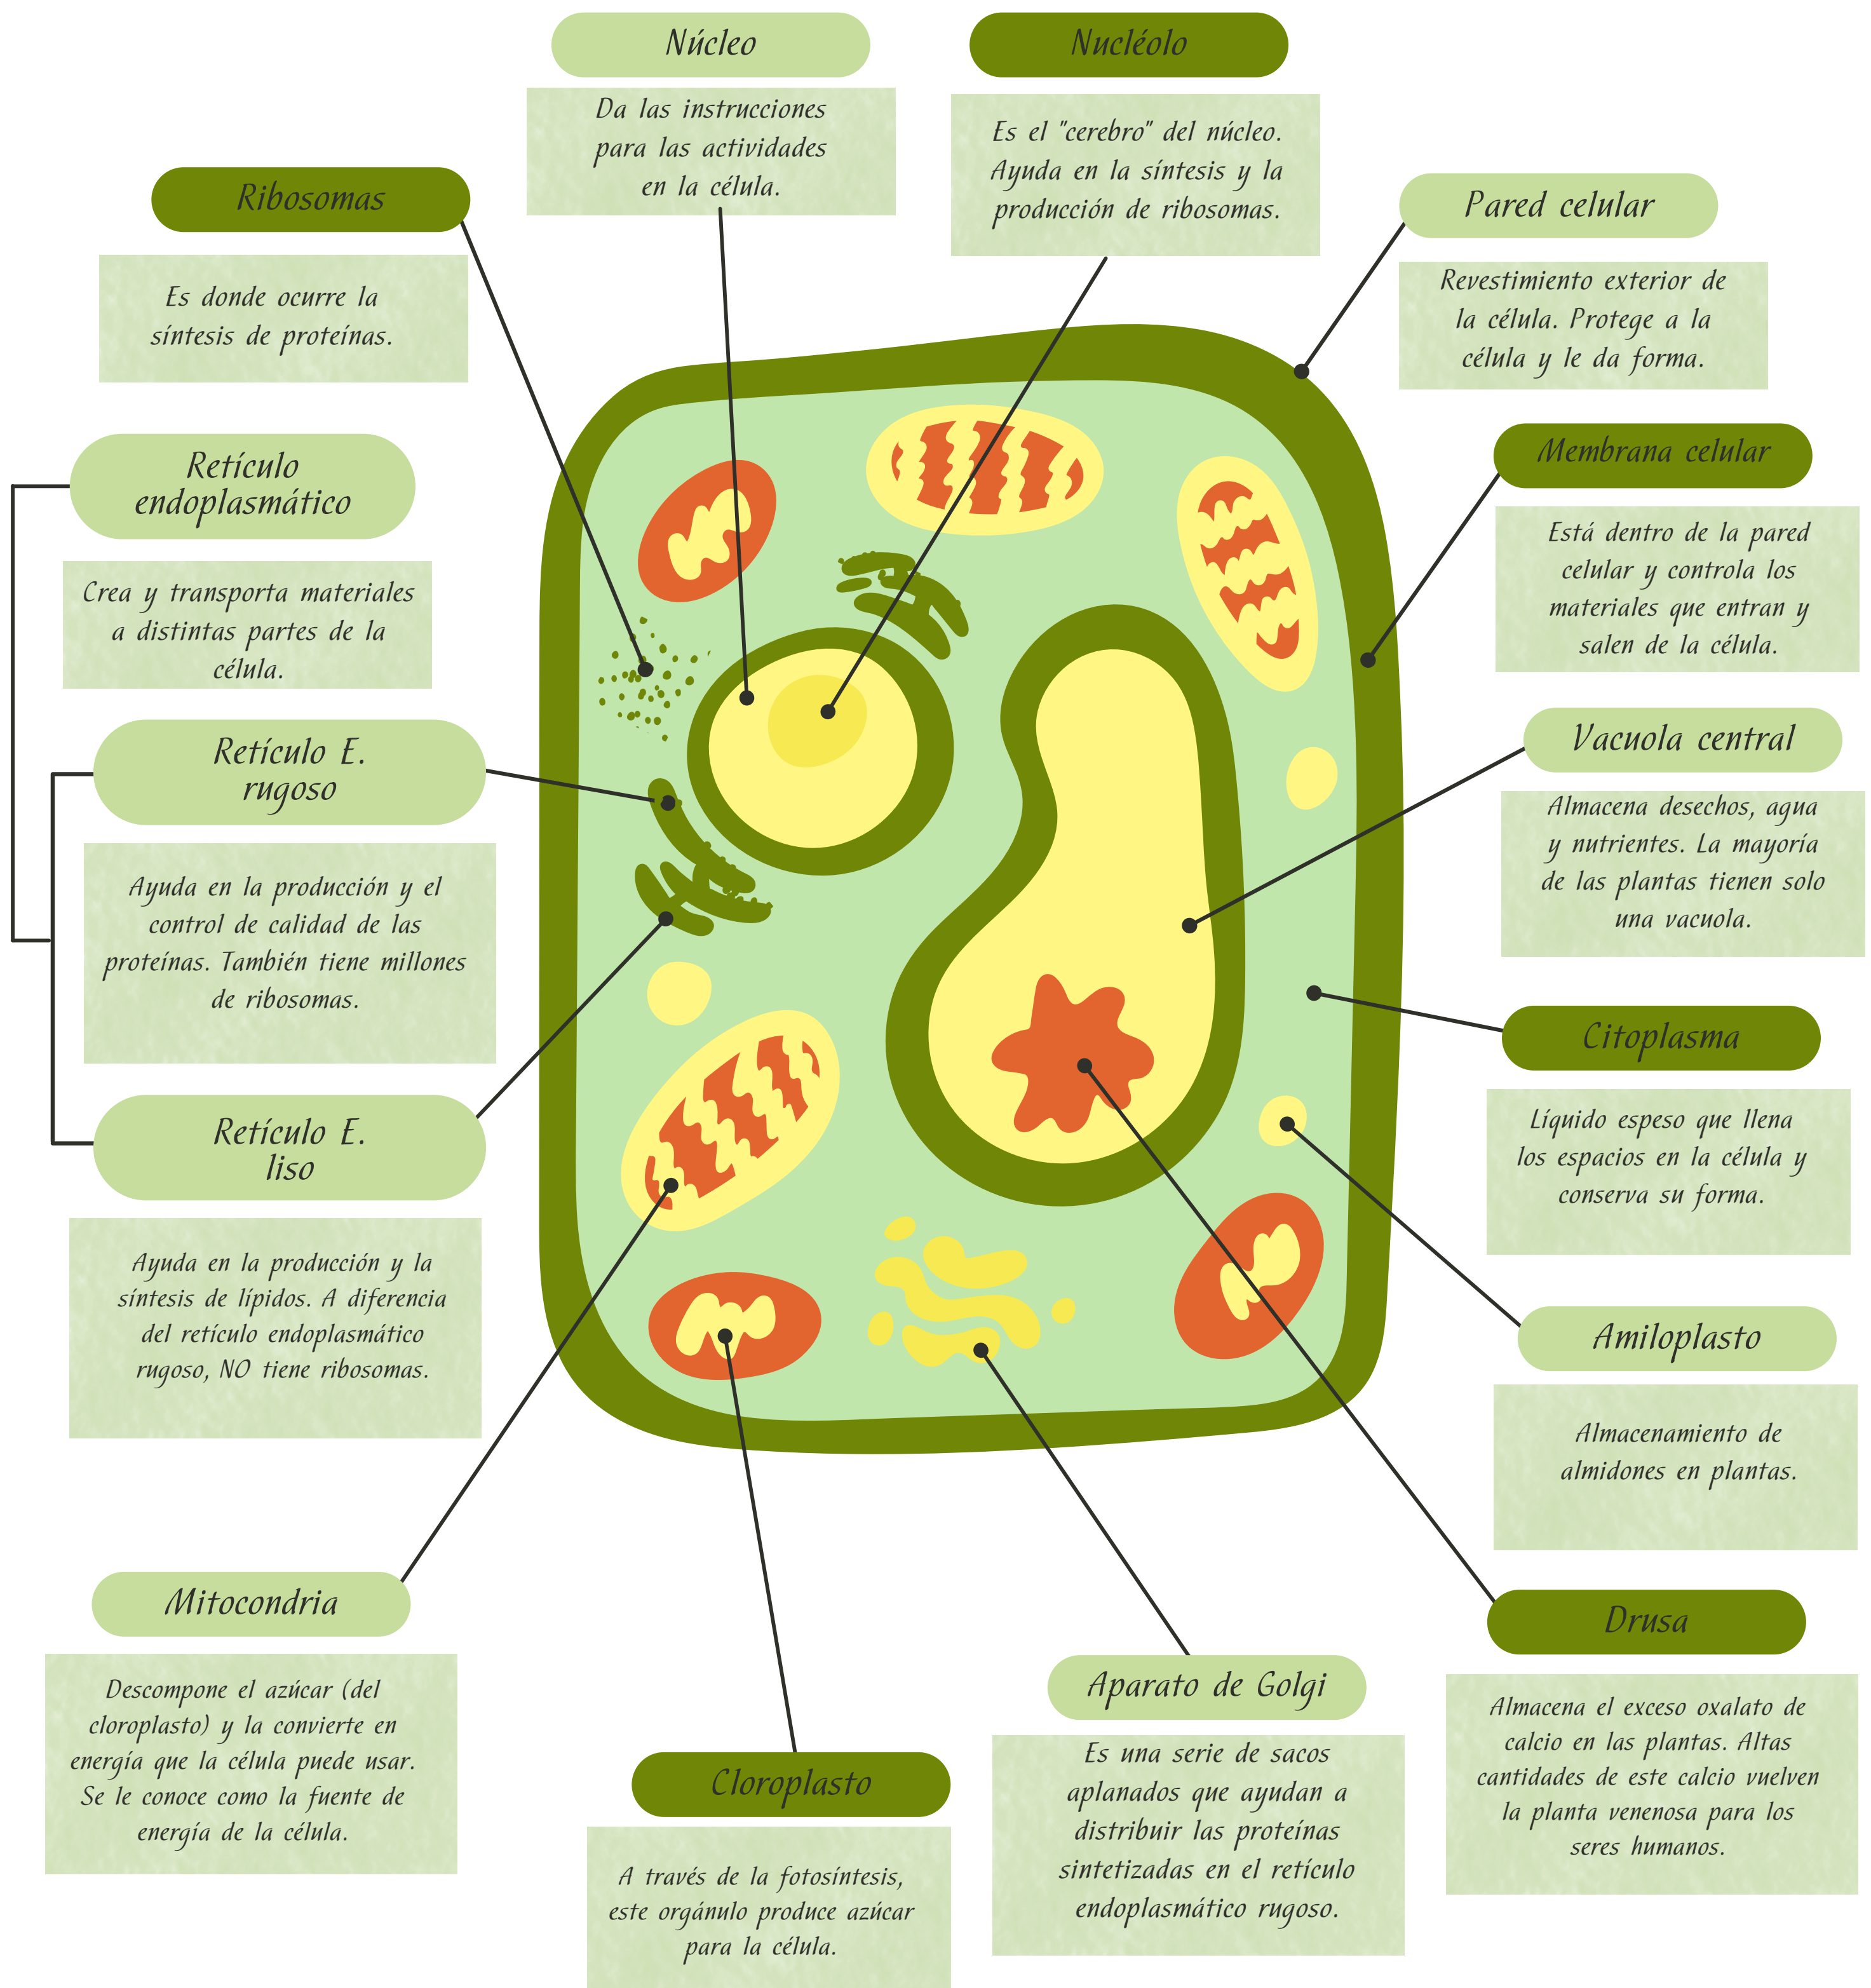 Núcleo
Da las instrucciones
para las actividades
en la célula.
Nucléolo
Es el "cerebro" del núcleo.
Ayuda en la síntesis y la
producción de ribosomas.
Ribosomas
Es donde ocurre la
síntesis de proteínas.
Pared celular
Revestimiento exterior de
la célula. Protege a la
célula y le da forma.
Retículo
endoplasmático
Crea y transporta materiales
a distintas partes de la
célula.
Membrana celular
Está dentro de la pared
celular y controla los
materiales que entran y
salen de la célula.
Retículo E.
rugoso
Ayuda en la producción y el
control de calidad de las
proteínas. También tiene millones
de ribosomas.
Vacuola central
Almacena desechos, agua
y nutrientes. La mayoría
de las plantas tienen solo
una vacuola.
Citoplasma
Líquido espeso que llena
los espacios en la célula y
conserva su forma.
Retículo E.
liso
Ayuda en la producción y la
síntesis de lípidos. A diferencia
del retículo endoplasmático
rugoso, NO tiene ribosomas.
Amiloplasto
Almacenamiento de
almidones en plantas.
Mitocondria
Descompone el azúcar (del
cloroplasto) y la convierte en
energía que la célula puede usar.
Se le conoce como la fuente de
energía de la célula.
Cloroplasto
A través de la fotosíntesis,
este orgánulo produce azúcar
para la célula.
Aparato de Golgi
Es una serie de sacos
aplanados que ayudan a
distribuir las proteínas
sintetizadas en el retículo
endoplasmático rugoso.
Drusa
Almacena el exceso oxalato de
calcio en las plantas. Altas
cantidades de este calcio vuelven
la planta venenosa para los
seres humanos.